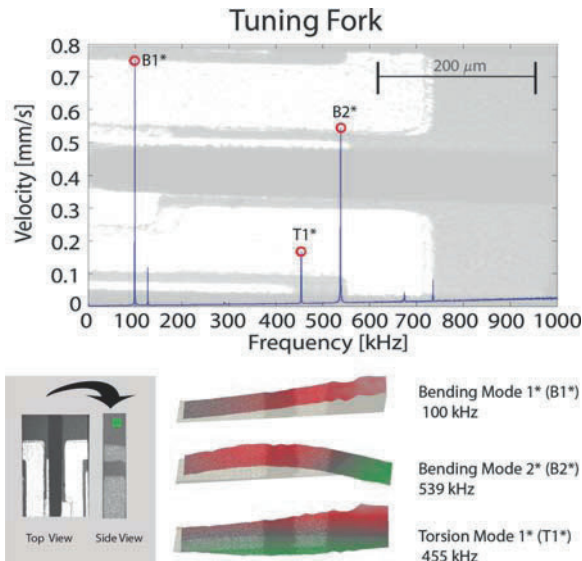 Tuning Fork
0.8
0.7
0.6
0.5
0.4
0.3
0.2
0.1
0
Velocity [mm/s]
B1*
B2*
T1*
200 μm
0 100 200 300 400 500 600 700 800 900 1000
Frequency [kHz]
Top View Side View
Bending Mode 1* (B1*)
100 kHz
Bending Mode 2* (B2*)
539 kHz
Torsion Mode 1* (T1*)
455 kHz